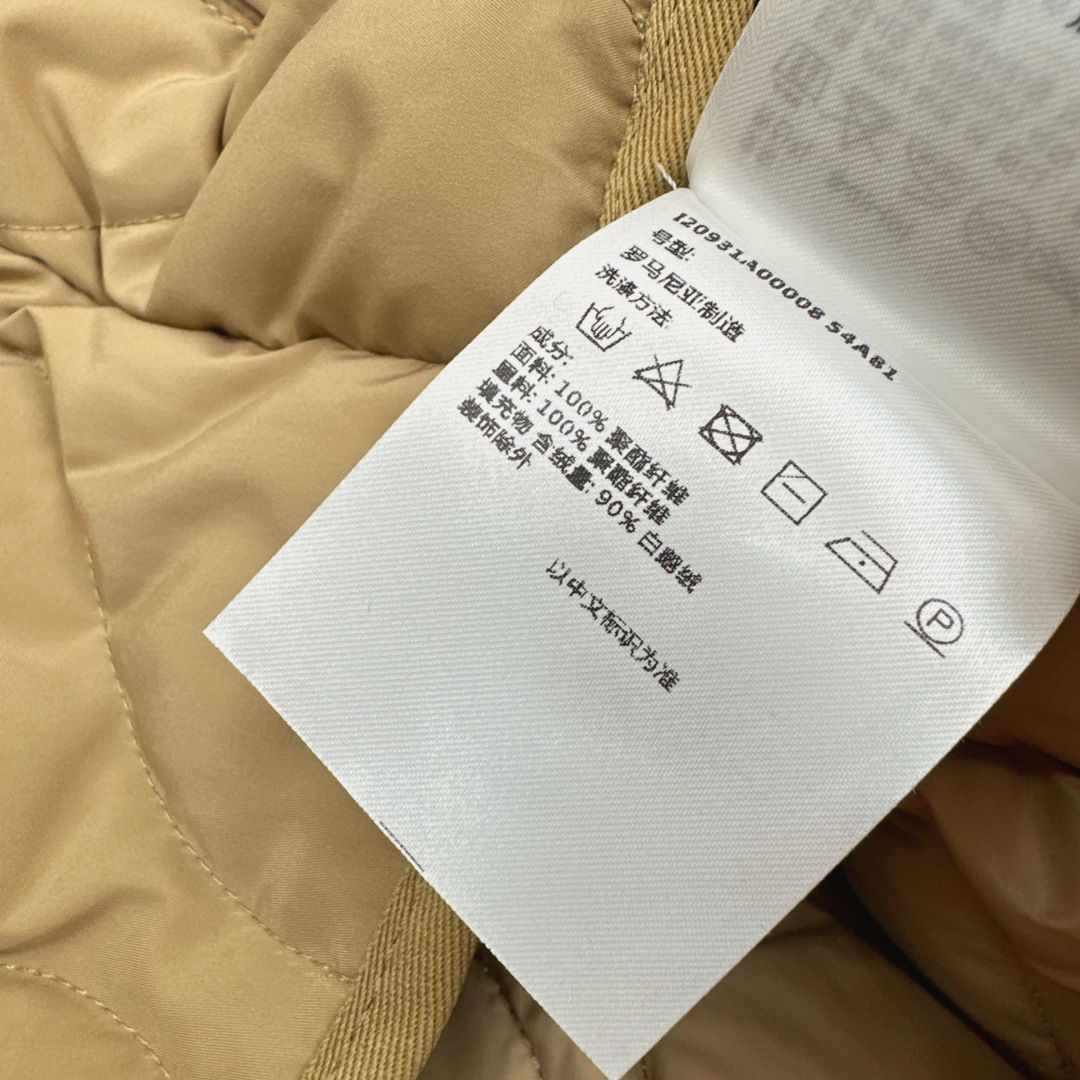 I20931A00008 54AB1
号型:
罗马尼亚制造
洗涤方法:
P
成分:
面料: 100% 聚酯纤维
里料: 100% 聚酯纤维
填充物 含绒量: 90% 白鹅绒
装饰除外
以中文标识为准